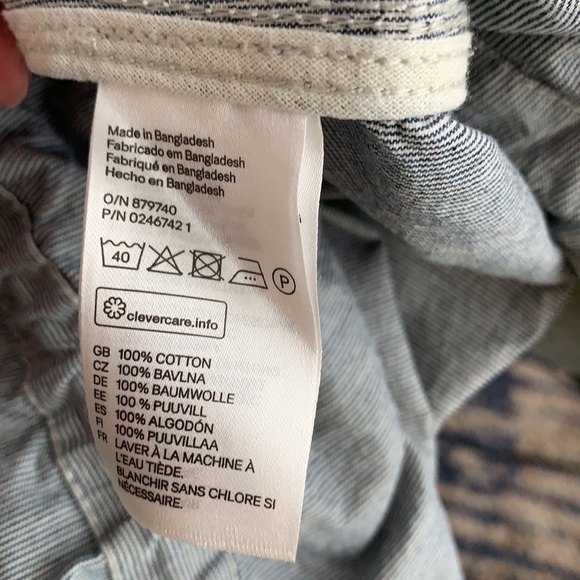 Made in Bangladesh
Fabricado em Bangladesh
Fabriqué en Bangladesh
Hecho en Bangladesh
O/N 879740
P/N 0246742 1
40
P
clevercare.info
GB 100% COTTON
CZ 100% BAVLNA
DE 100% BAUMWOLLE
EE 100 % PUUVILL
ES 100% ALGODÓN
FI 100% PUUVILLAA
FR LAVER À LA MACHINE À
L'EAU TIÈDE.
BLANCHIR SANS CHLORE SI
NÉCESSAIRE.